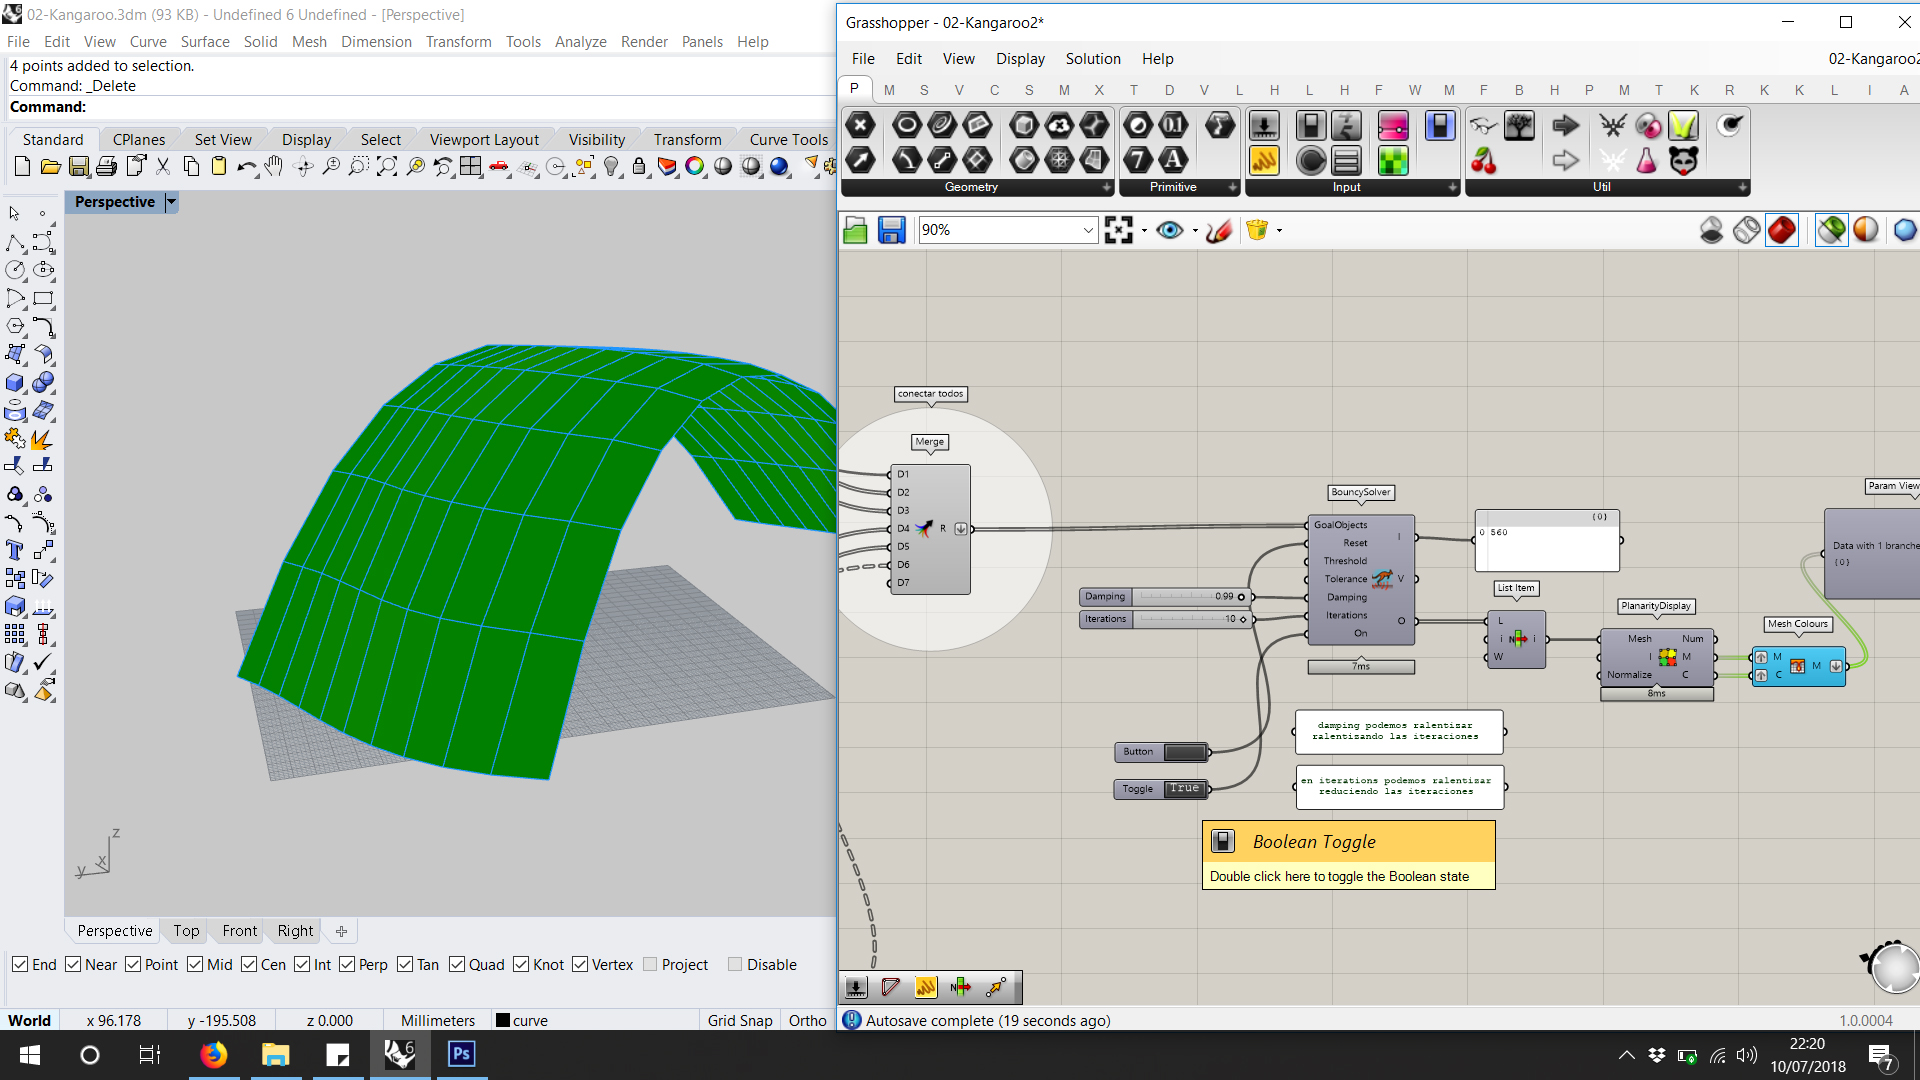 02-Kangaroo.3dm (93 KB) - Undefined 6 Undefined - [Perspective]
File Edit View Curve Surface Solid Mesh Dimension Transform Tools Analyze Render Panels Help
4 points added to selection.
Command: _Delete
Command:
Standard CPlanes Set View Display Select Viewport Layout Visibility Transform Curve Tools
Perspective
z
x
y
Perspective Top Front Right
End Near Point Mid Cen Int Perp Tan Quad Knot Vertex Project Disable
World x 96.178 y -195.508 z 0.000 Millimeters curve Grid Snap Ortho
Grasshopper - 02-Kangaroo2*
File Edit View Display Solution Help 02-Kangaroo2
P M S V C S M X T D V L H L H F W M F B H P M T K R K K L I A
Geometry Primitive Input Util
90%
conectar todos
Merge
D1
D2
D3
D4 R
D5
D6
D7
Damping 0.99
Iterations 10
BouncySolver
GoalObjects
I
Reset
Threshold
Tolerance V
Damping
Iterations
O
On
7ms
{0}
0 560
List Item
L
i N i
W
PlanarityDisplay
Mesh Num
I M
Normalize C
8ms
Mesh Colours
M
M
C
Param View
Data with 1 branche
{0}
Button
Toggle True
damping podemos ralentizar
ralentizando las iteraciones
en iterations podemos ralentizar
reduciendo las iteraciones
Boolean Toggle
Double click here to toggle the Boolean state
Autosave complete (19 seconds ago)
1.0.0004
6
Ps
22:20
10/07/2018
7